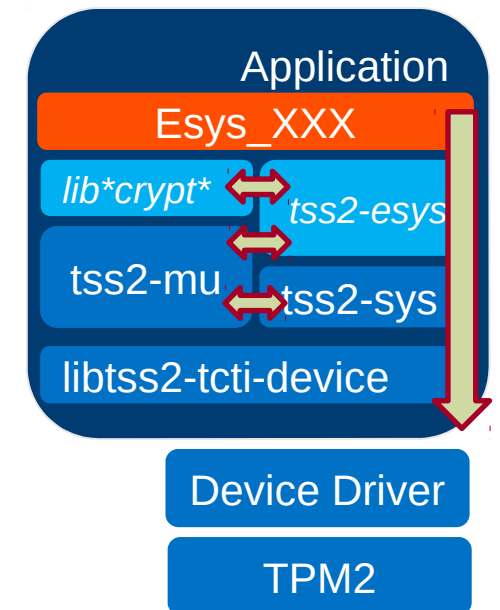 Application
Esys_XXX
lib*crypt*
tss2-esys
tss2-mu
tss2-sys
libtss2-tcti-device
Device Driver
TPM2